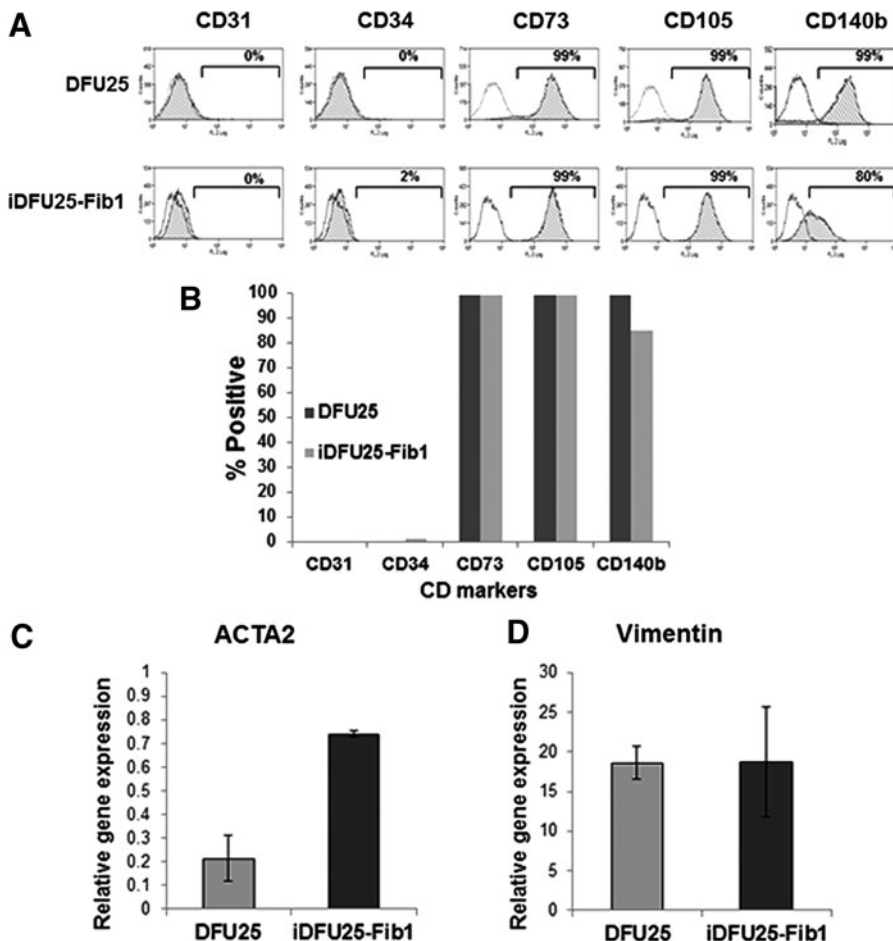 A
CD31 CD34 CD73 CD105 CD140b
DFU25
0% 0% 99% 99% 99%
iDFU25-Fib1
0% 2% 99% 99% 80%
B
% Positive
100
90
80
70
60
50
40
30
20
10
0
DFU25
iDFU25-Fib1
CD31 CD34 CD73 CD105 CD140b
CD markers
C
ACTA2
Relative gene expression
1
0.9
0.8
0.7
0.6
0.5
0.4
0.3
0.2
0.1
0
DFU25 iDFU25-Fib1
D
Vimentin
Relative gene expression
30
25
20
15
10
5
0
DFU25 iDFU25-Fib1